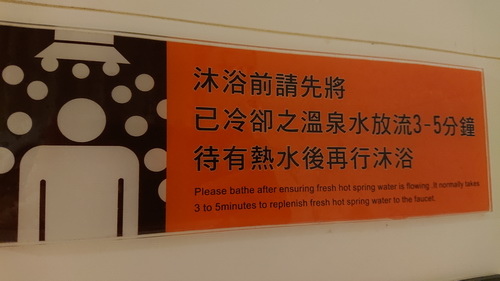 沐浴前請先將
已冷卻之溫泉水放流3-5分鐘
待有熱水後再行沐浴
Please bathe after ensuring fresh hot spring water is flowing .It normally takes
3 to 5minutes to replenish fresh hot spring water to the faucet.